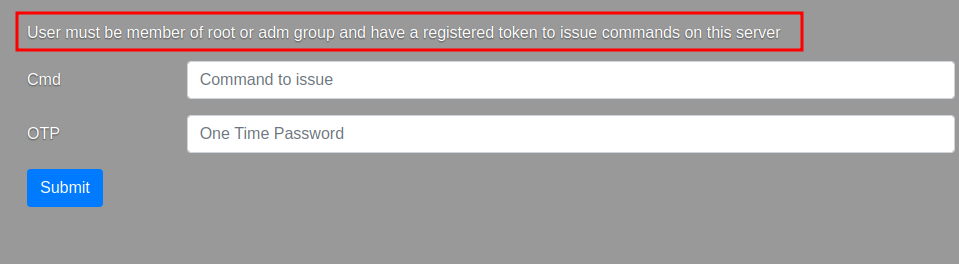 User must be member of root or adm group and have a registered token to issue commands on this server
Cmd Command to issue
OTP One Time Password
Submit